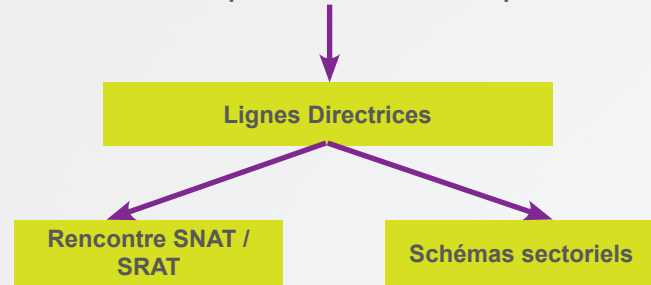 Lignes Directrices
Rencontre SNAT /
SRAT
Schémas sectoriels